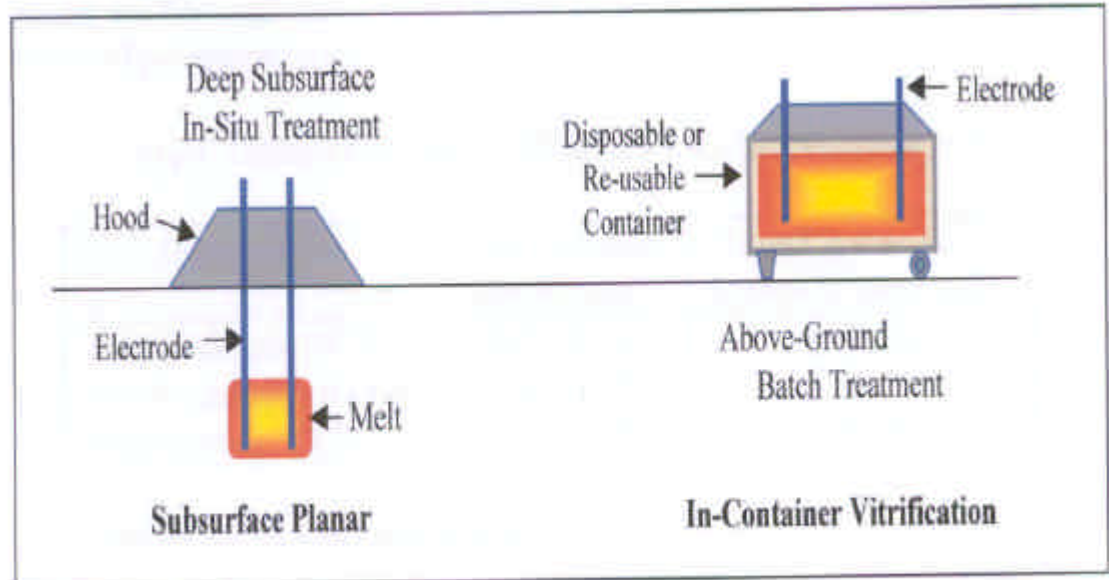 Deep Subsurface
In-Situ Treatment
Hood
Electrode
Melt
Subsurface Planar
Electrode
Disposable or
Re-usable
Container
Above-Ground
Batch Treatment
In-Container Vitrification